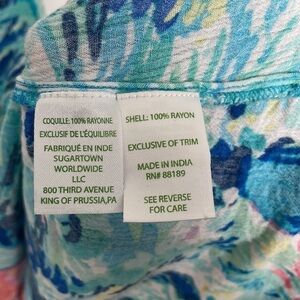 COQUILLE: 100% RAYONNE
EXCLUSIF DE L'ÉQUILIBRE
FABRIQUÉ EN INDE
SUGARTOWN
WORLDWIDE
LLC
800 THIRD AVENUE
KING OF PRUSSIA,PA
SHELL: 100% RAYON
EXCLUSIVE OF TRIM
MADE IN INDIA
RN# 88189
SEE REVERSE
FOR CARE